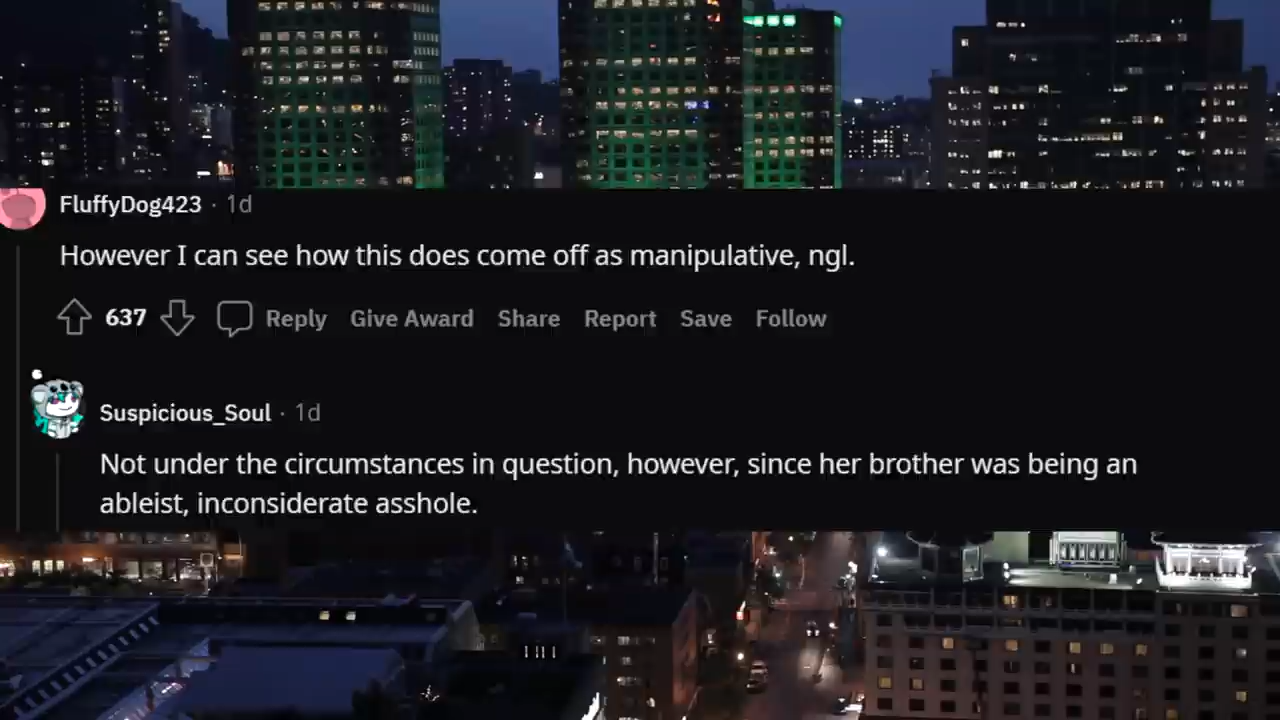 FluffyDog423 · 1d
However I can see how this does come off as manipulative, ngl.
637 Reply Give Award Share Report Save Follow
Suspicious_Soul · 1d
Not under the circumstances in question, however, since her brother was being an
ableist, inconsiderate asshole.